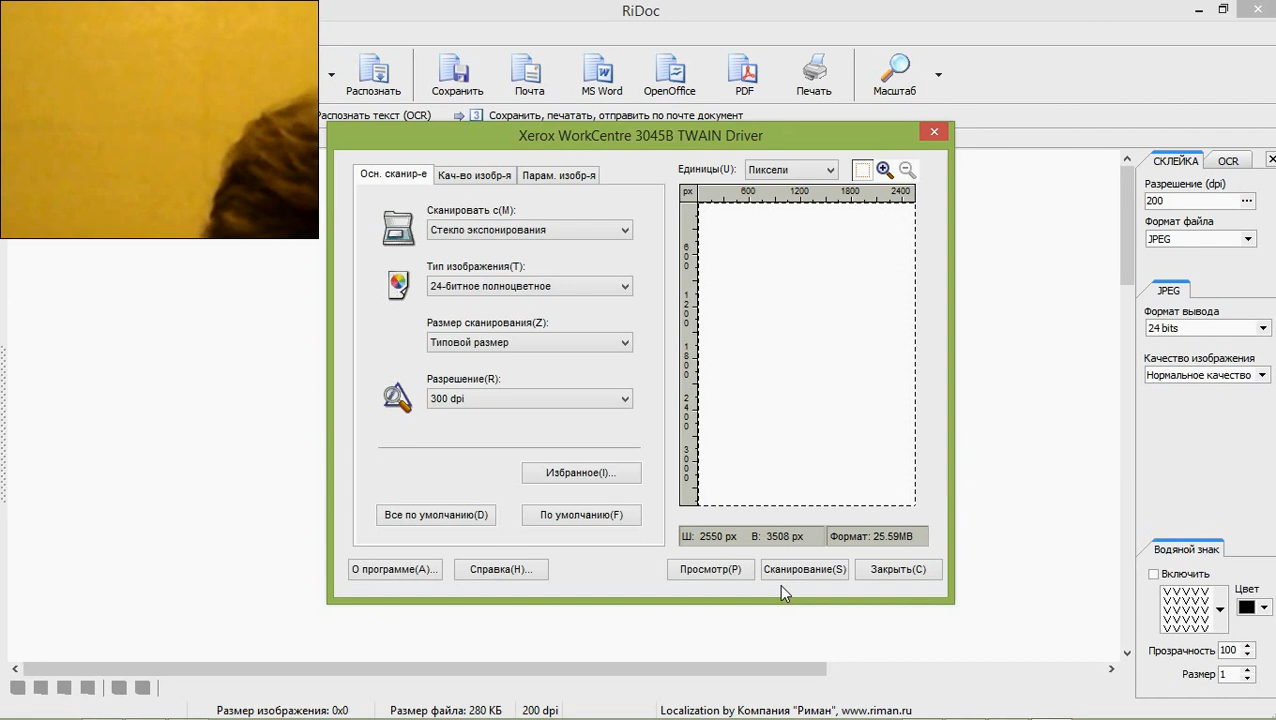 RiDoc
Распознать
Сохранить
Почта
MS Word
OpenOffice
PDF
Печать
Масштаб
Распознать текст (OCR)
3 Сохранить, печатать, отправить по почте документ
Xerox WorkCentre 3045B TWAIN Driver
Осн. сканир-е
Кач-во изобр-я
Парам. изобр-я
Сканировать с(M):
Стекло экспонирования
Тип изображения(T):
24-битное полноцветное
Размер сканирования(Z):
Типовой размер
Разрешение(R):
300 dpi
Избранное(I)...
Все по умолчанию(D)
По умолчанию(F)
О программе(A)...
Справка(H)...
Единицы(U):
Пиксели
px
600
1200
1800
2400
600
1200
1800
2400
3000
Ш: 2550 px
В: 3508 px
Формат: 25.59MB
Просмотр(P)
Сканирование(S)
Закрыть(C)
СКЛЕЙКА
OCR
Разрешение (dpi)
200
Формат файла
JPEG
JPEG
Формат вывода
24 bits
Качество изображения
Нормальное качество
Водяной знак
Включить
Цвет
VVVVV
VVVVV
VVVVV
VVVVV
Прозрачность 100
Размер 1
Размер изображения: 0x0
Размер файла: 280 КБ
200 dpi
Localization by Компания "Риман", www.riman.ru